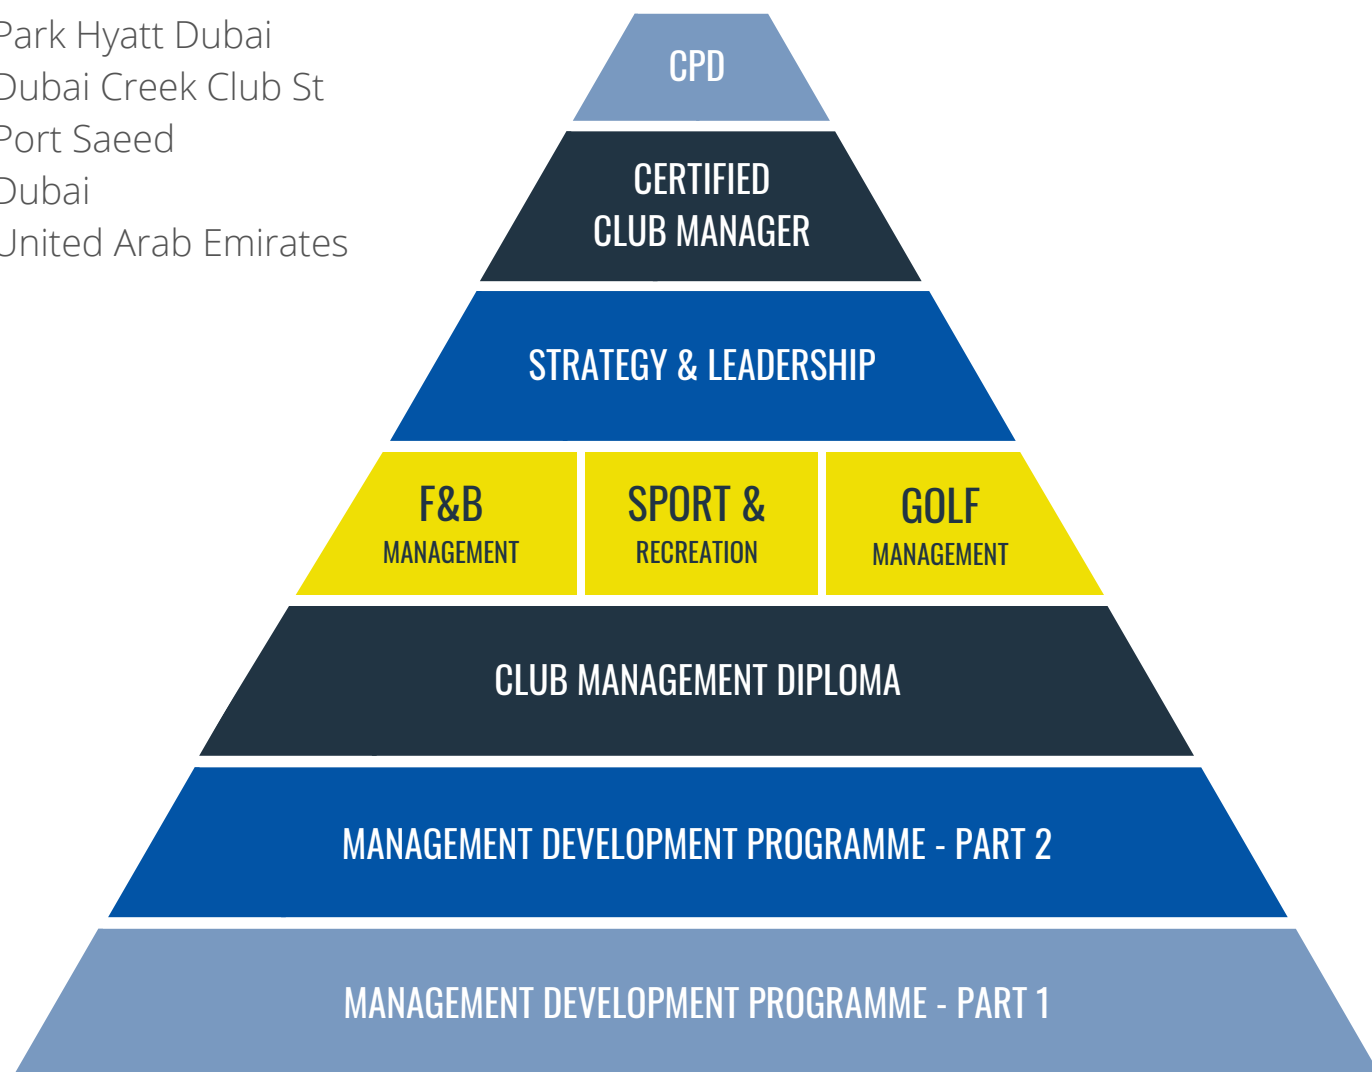 Park Hyatt Dubai
Dubai Creek Club St
Port Saeed
Dubai
United Arab Emirates
CPD
CERTIFIED
CLUB MANAGER
STRATEGY & LEADERSHIP
F&B
MANAGEMENT
SPORT &
RECREATION
GOLF
MANAGEMENT
CLUB MANAGEMENT DIPLOMA
MANAGEMENT DEVELOPMENT PROGRAMME - PART 2
MANAGEMENT DEVELOPMENT PROGRAMME - PART 1